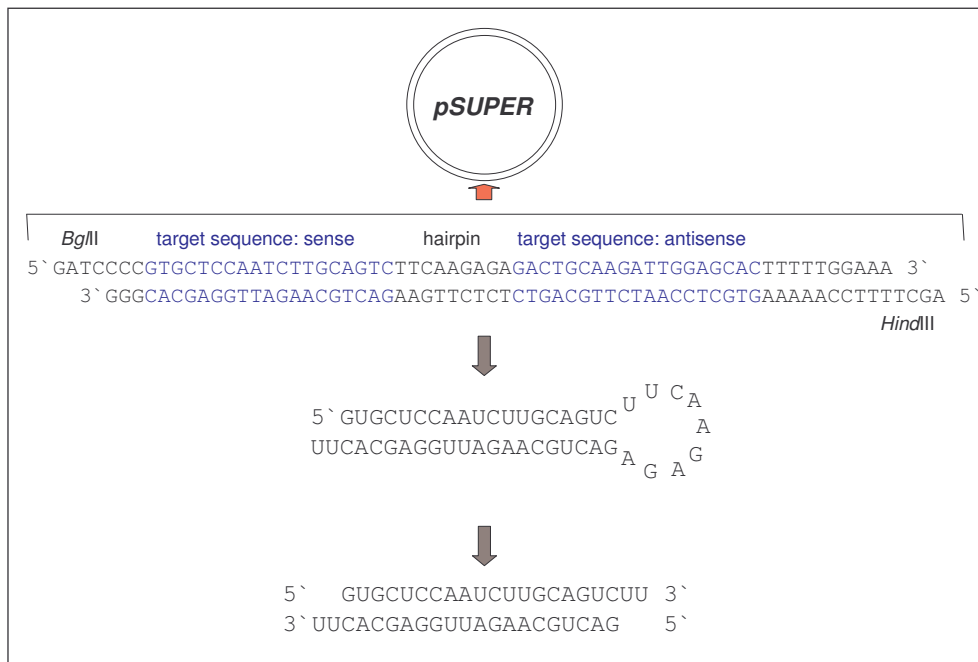 pSUPER
BglII target sequence: sense hairpin target sequence: antisense
5`GATCCCCGTGCTCCAATCTTGCAGTCTTCAAGAGAGACTGCAAGATTGGAGCACTTTTTGGAAA 3`
3`GGGCACGAGGTTAGAACGTCAGAAGTTCTCTCTGACGTTCTAACCTCGTGAAAAACCTTTTCGA 5`
HindIII
5`GUGCUCCAAUCUUGCAGUC U U C A A G A G A
UUCACGAGGUUAGAACGUCAG
5` GUGCUCCAAUCUUGCAGUCUU 3`
3`UUCACGAGGUUAGAACGUCAG 5`